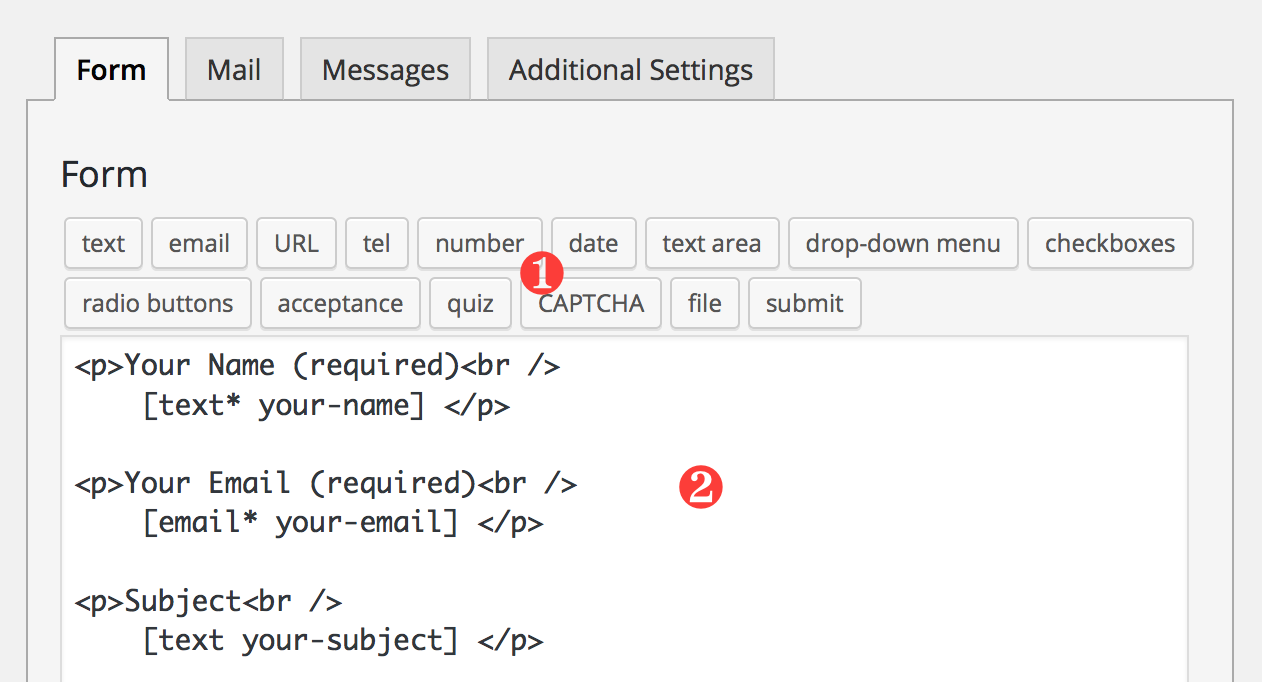 Form Mail Messages Additional Settings
Form
text email URL tel number date text area drop-down menu checkboxes
1
radio buttons acceptance quiz CAPTCHA file submit
<p>Your Name (required)<br />
    [text* your-name] </p>
<p>Your Email (required)<br />
2
    [email* your-email] </p>
<p>Subject<br />
    [text your-subject] </p>